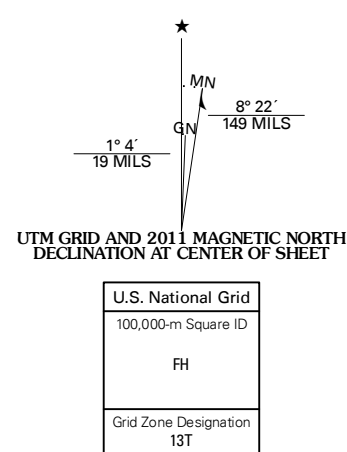 ★
MN
8° 22´
149 MILS
GN
1° 4´
19 MILS
UTM GRID AND 2011 MAGNETIC NORTH
DECLINATION AT CENTER OF SHEET
U.S. National Grid
100,000-m Square ID
FH
Grid Zone Designation
13T